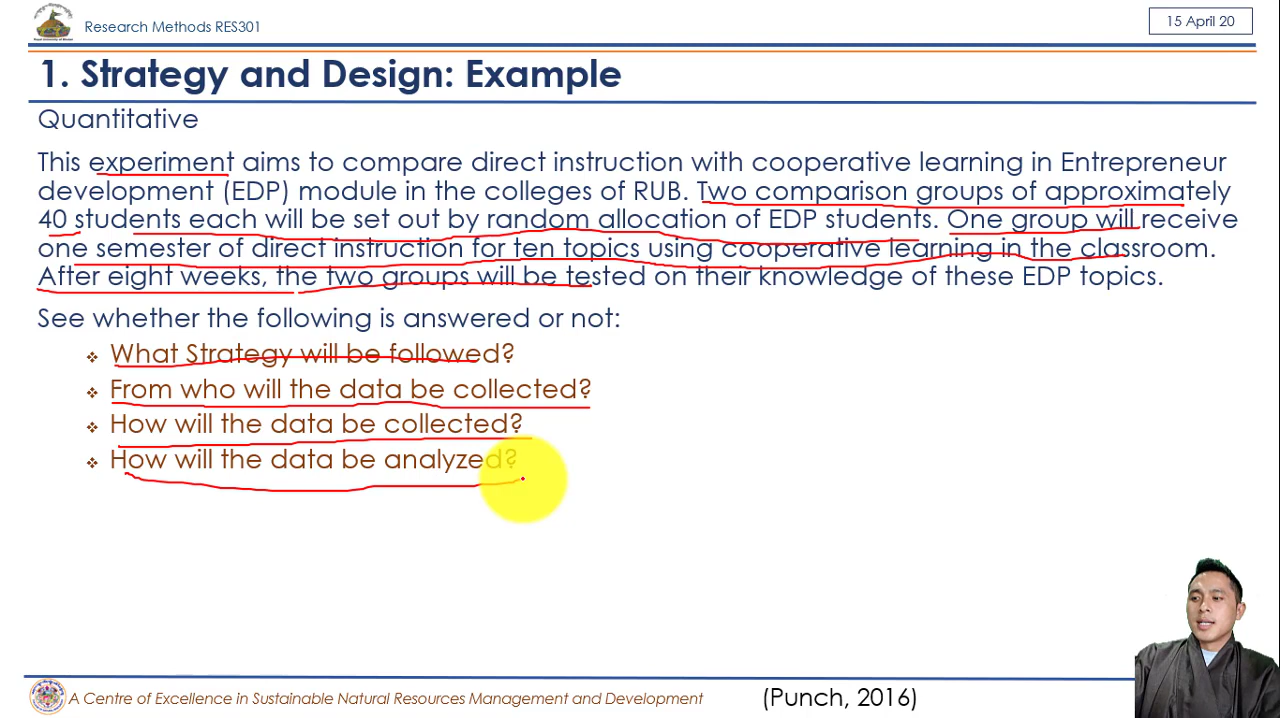 Research Methods RES301
15 April 20
1. Strategy and Design: Example
Quantitative
This experiment aims to compare direct instruction with cooperative learning in Entrepreneur
development (EDP) module in the colleges of RUB. Two comparison groups of approximately
40 students each will be set out by random allocation of EDP students. One group will receive
one semester of direct instruction for ten topics using cooperative learning in the classroom.
After eight weeks, the two groups will be tested on their knowledge of these EDP topics.
See whether the following is answered or not:
❖ What Strategy will be followed?
❖ From who will the data be collected?
❖ How will the data be collected?
❖ How will the data be analyzed?
A Centre of Excellence in Sustainable Natural Resources Management and Development
(Punch, 2016)